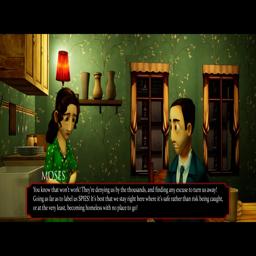 MOSES
You know that won't work! They're denying us by the thousands, and finding any excuse to turn us away!
Going as far as to label us SPIES! It's best that we stay right here where it's safe rather than risk being caught,
or at the very least, becoming homeless with no place to go!